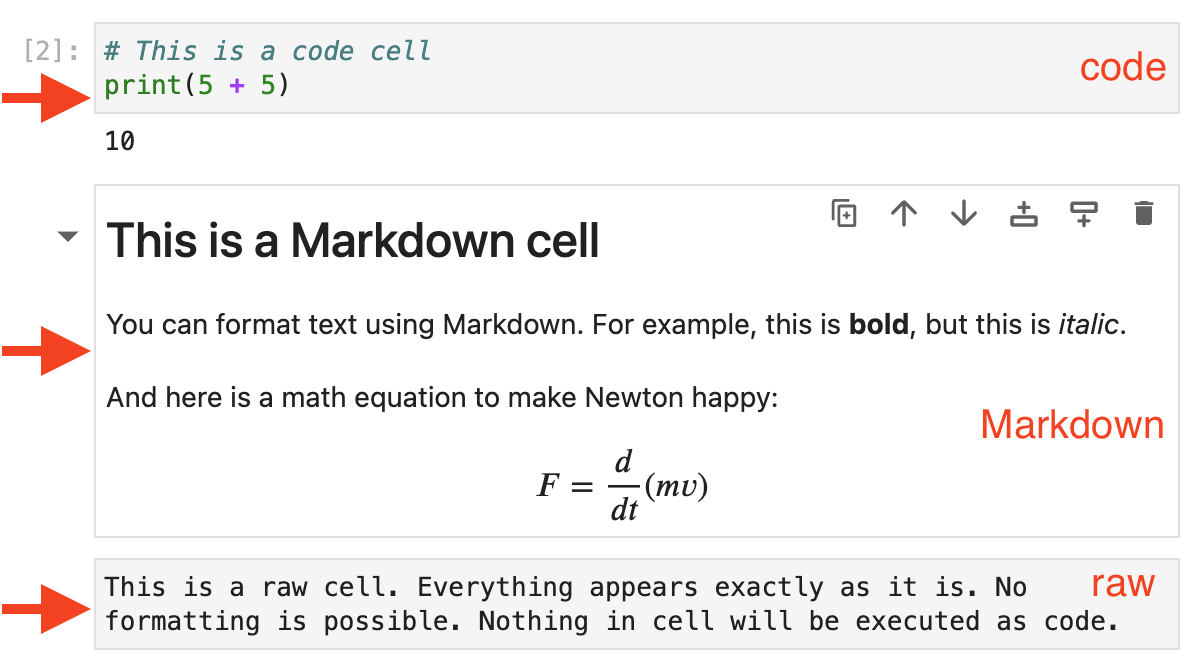 [2]: # This is a code cell
print(5 + 5)
code
10
This is a Markdown cell
You can format text using Markdown. For example, this is bold, but this is italic.
And here is a math equation to make Newton happy:
Markdown
F = d/dt (mv)
This is a raw cell. Everything appears exactly as it is. No
raw
formatting is possible. Nothing in cell will be executed as code.